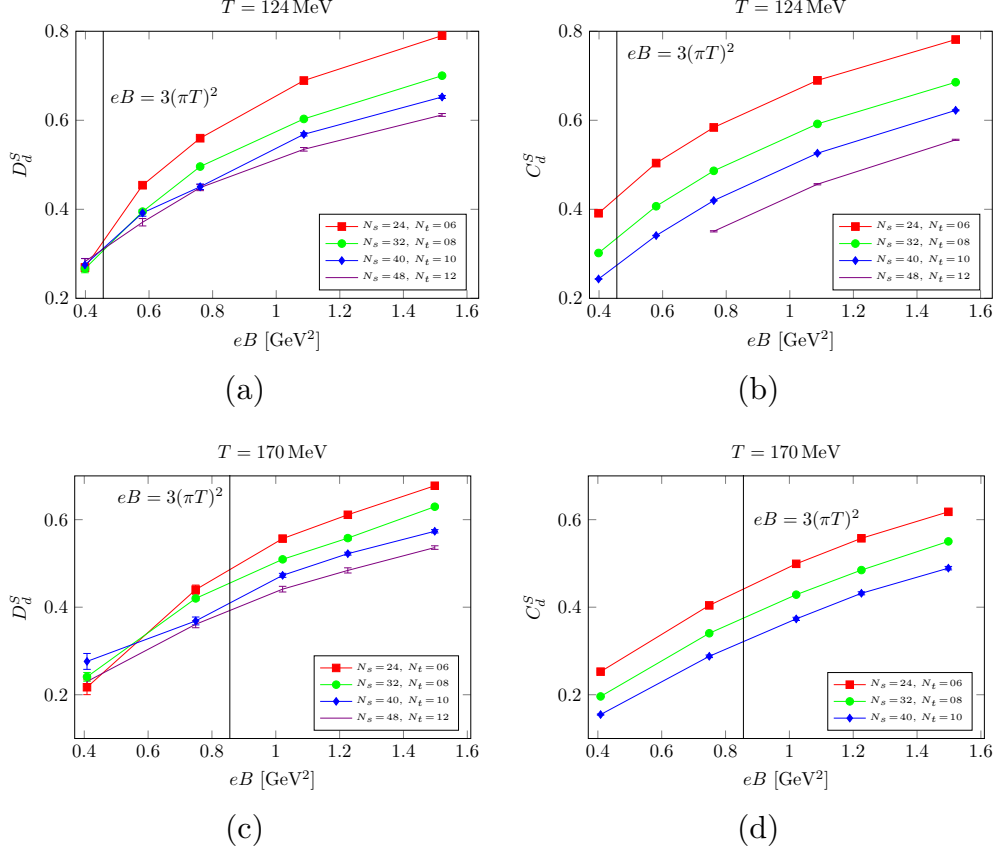 T = 124 MeV
0.8
0.6
0.4
0.2
D_d^S
eB = 3(πT)^2
N_s = 24, N_t = 06
N_s = 32, N_t = 08
N_s = 40, N_t = 10
N_s = 48, N_t = 12
0.4 0.6 0.8 1 1.2 1.4 1.6
eB [GeV^2]
(a)
T = 124 MeV
0.8
0.6
0.4
0.2
C_d^S
eB = 3(πT)^2
N_s = 24, N_t = 06
N_s = 32, N_t = 08
N_s = 40, N_t = 10
N_s = 48, N_t = 12
0.4 0.6 0.8 1 1.2 1.4 1.6
eB [GeV^2]
(b)
T = 170 MeV
0.6
0.4
0.2
D_d^S
eB = 3(πT)^2
N_s = 24, N_t = 06
N_s = 32, N_t = 08
N_s = 40, N_t = 10
N_s = 48, N_t = 12
0.4 0.6 0.8 1 1.2 1.4 1.6
eB [GeV^2]
(c)
T = 170 MeV
0.6
0.4
0.2
C_d^S
eB = 3(πT)^2
N_s = 24, N_t = 06
N_s = 32, N_t = 08
N_s = 40, N_t = 10
0.4 0.6 0.8 1 1.2 1.4 1.6
eB [GeV^2]
(d)